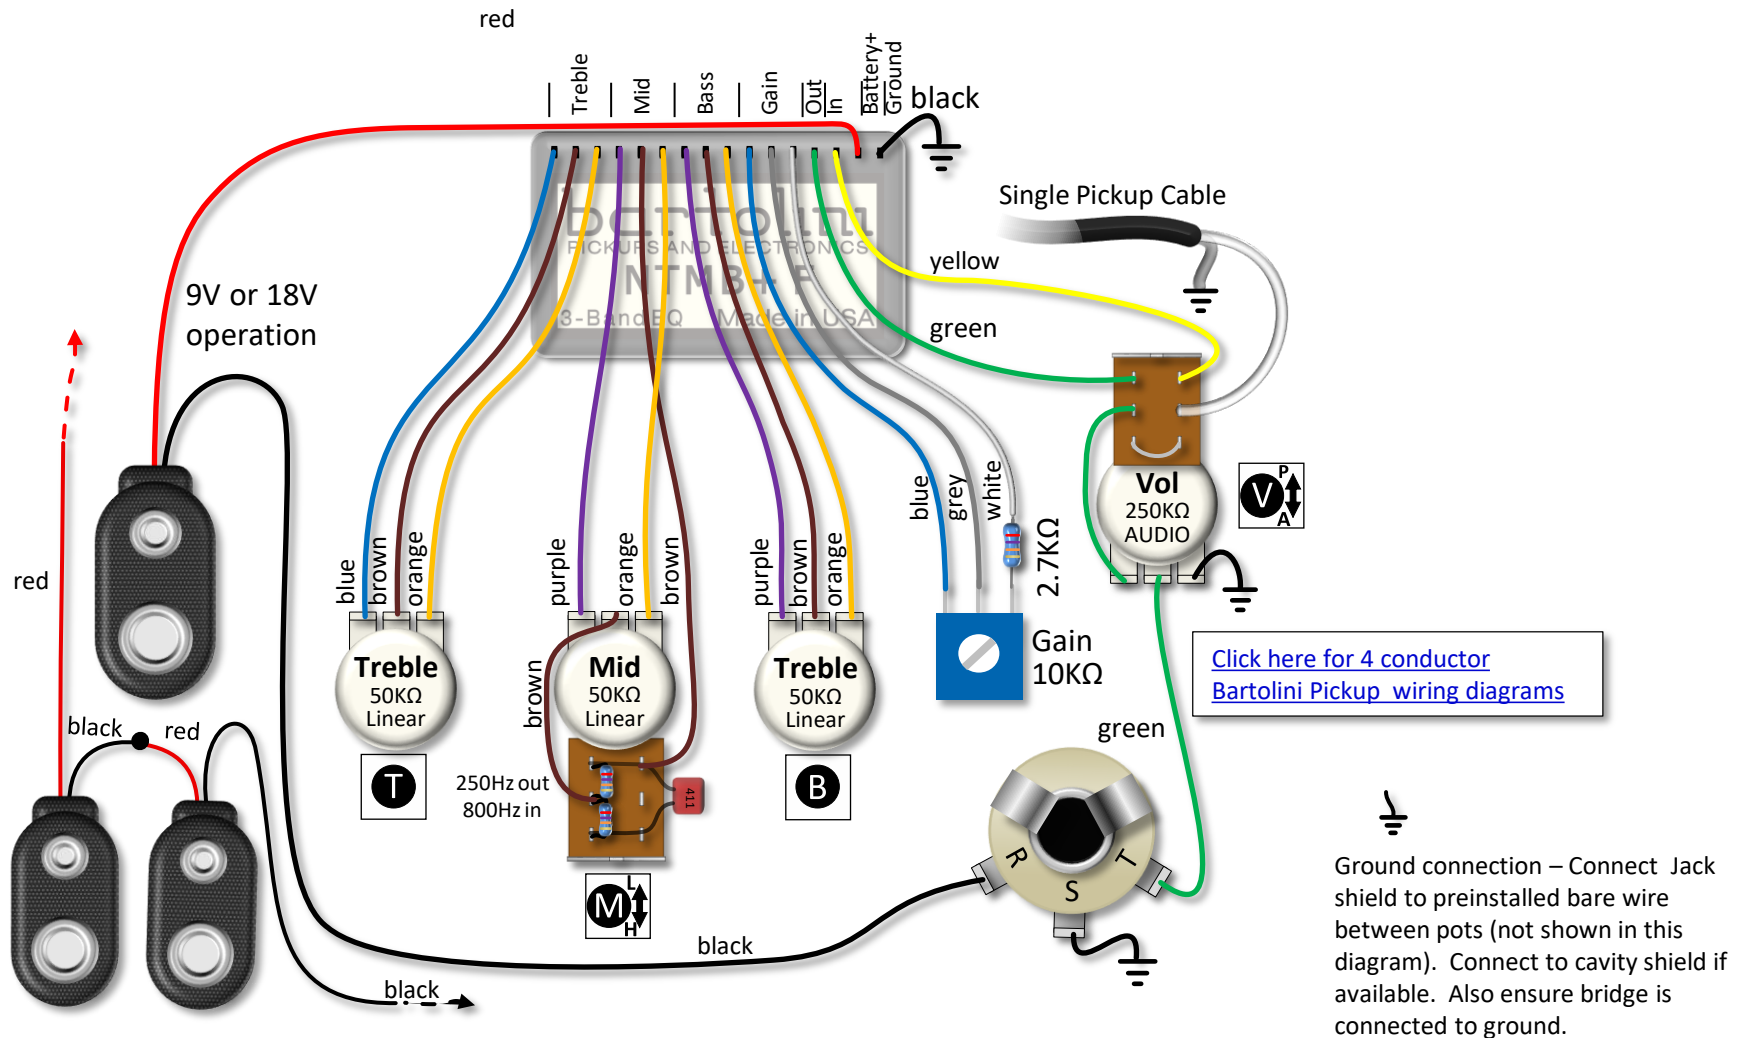 red
Treble
Mid
Bass
Gain
Out
In
Battery+
Ground
black
bartolini
PICKUPS AND ELECTRONICS
NTMB+ F
3-Band EQ Made in USA
Single Pickup Cable
yellow
green
9V or 18V
operation
red
blue
brown
orange
purple
orange
brown
purple
brown
orange
blue
grey
white
2.7KΩ
Vol
250KΩ
AUDIO
V
P
A
Treble
50KΩ
Linear
T
brown
Mid
50KΩ
Linear
250Hz out
800Hz in
411
M
L
H
Treble
50KΩ
Linear
B
Gain
10KΩ
Click here for 4 conductor
Bartolini Pickup wiring diagrams
green
black
red
R
S
T
black
black
Ground connection – Connect Jack
shield to preinstalled bare wire
between pots (not shown in this
diagram). Connect to cavity shield if
available. Also ensure bridge is
connected to ground.